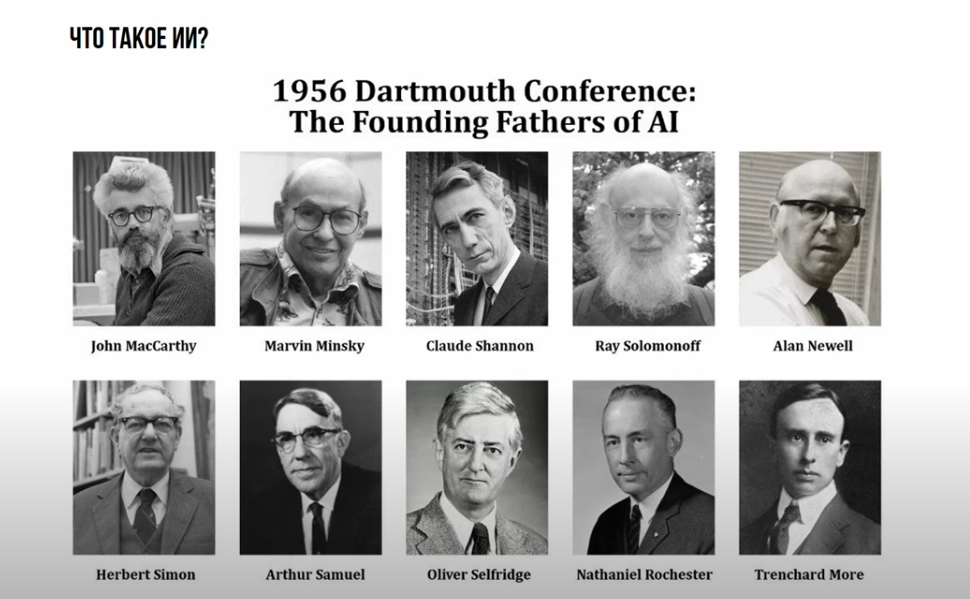 ЧТО ТАКОЕ ИИ?
1956 Dartmouth Conference:
The Founding Fathers of AI
John MacCarthy
Marvin Minsky
Claude Shannon
Ray Solomonoff
Alan Newell
Herbert Simon
Arthur Samuel
Oliver Selfridge
Nathaniel Rochester
Trenchard More